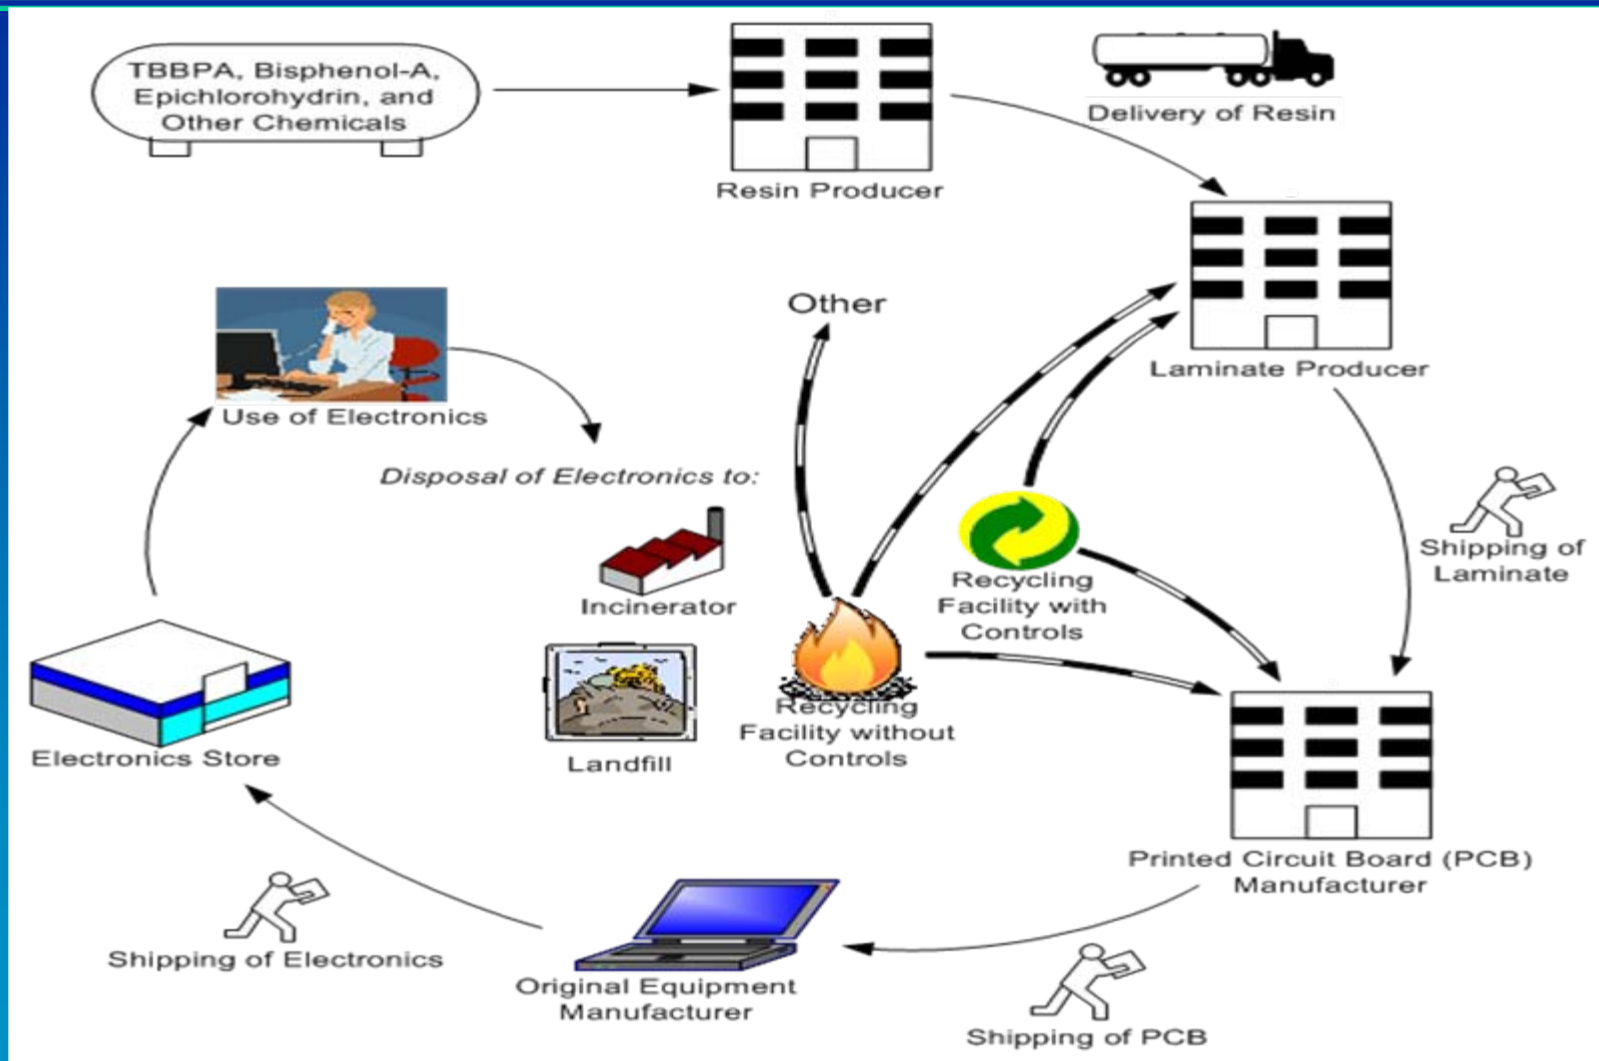 TBBPA, Bisphenol-A,
Epichlorohydrin, and
Other Chemicals
Resin Producer
Delivery of Resin
Laminate Producer
Other
Use of Electronics
Disposal of Electronics to:
Incinerator
Landfill
Recycling
Facility without
Controls
Recycling
Facility with
Controls
Shipping of
Laminate
Printed Circuit Board (PCB)
Manufacturer
Shipping of PCB
Original Equipment
Manufacturer
Shipping of Electronics
Electronics Store